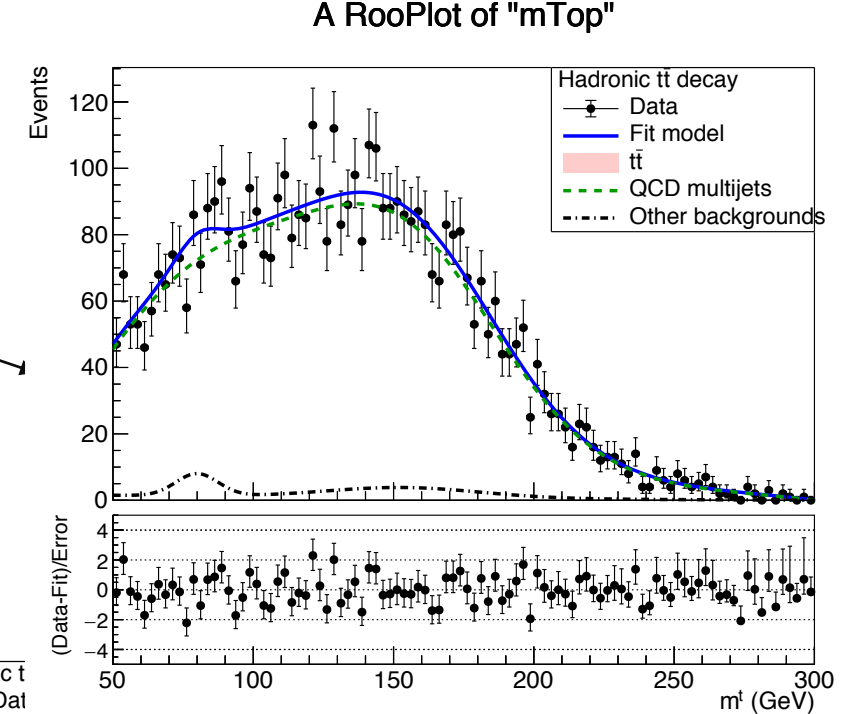 A RooPlot of "mTop"
Events
120
100
80
60
40
20
0
Hadronic tt̄ decay
Data
Fit model
tt̄
QCD multijets
Other backgrounds
(Data-Fit)/Error
4
2
0
−2
−4
50 100 150 200 250 300
mᵗ (GeV)
c t
Dat